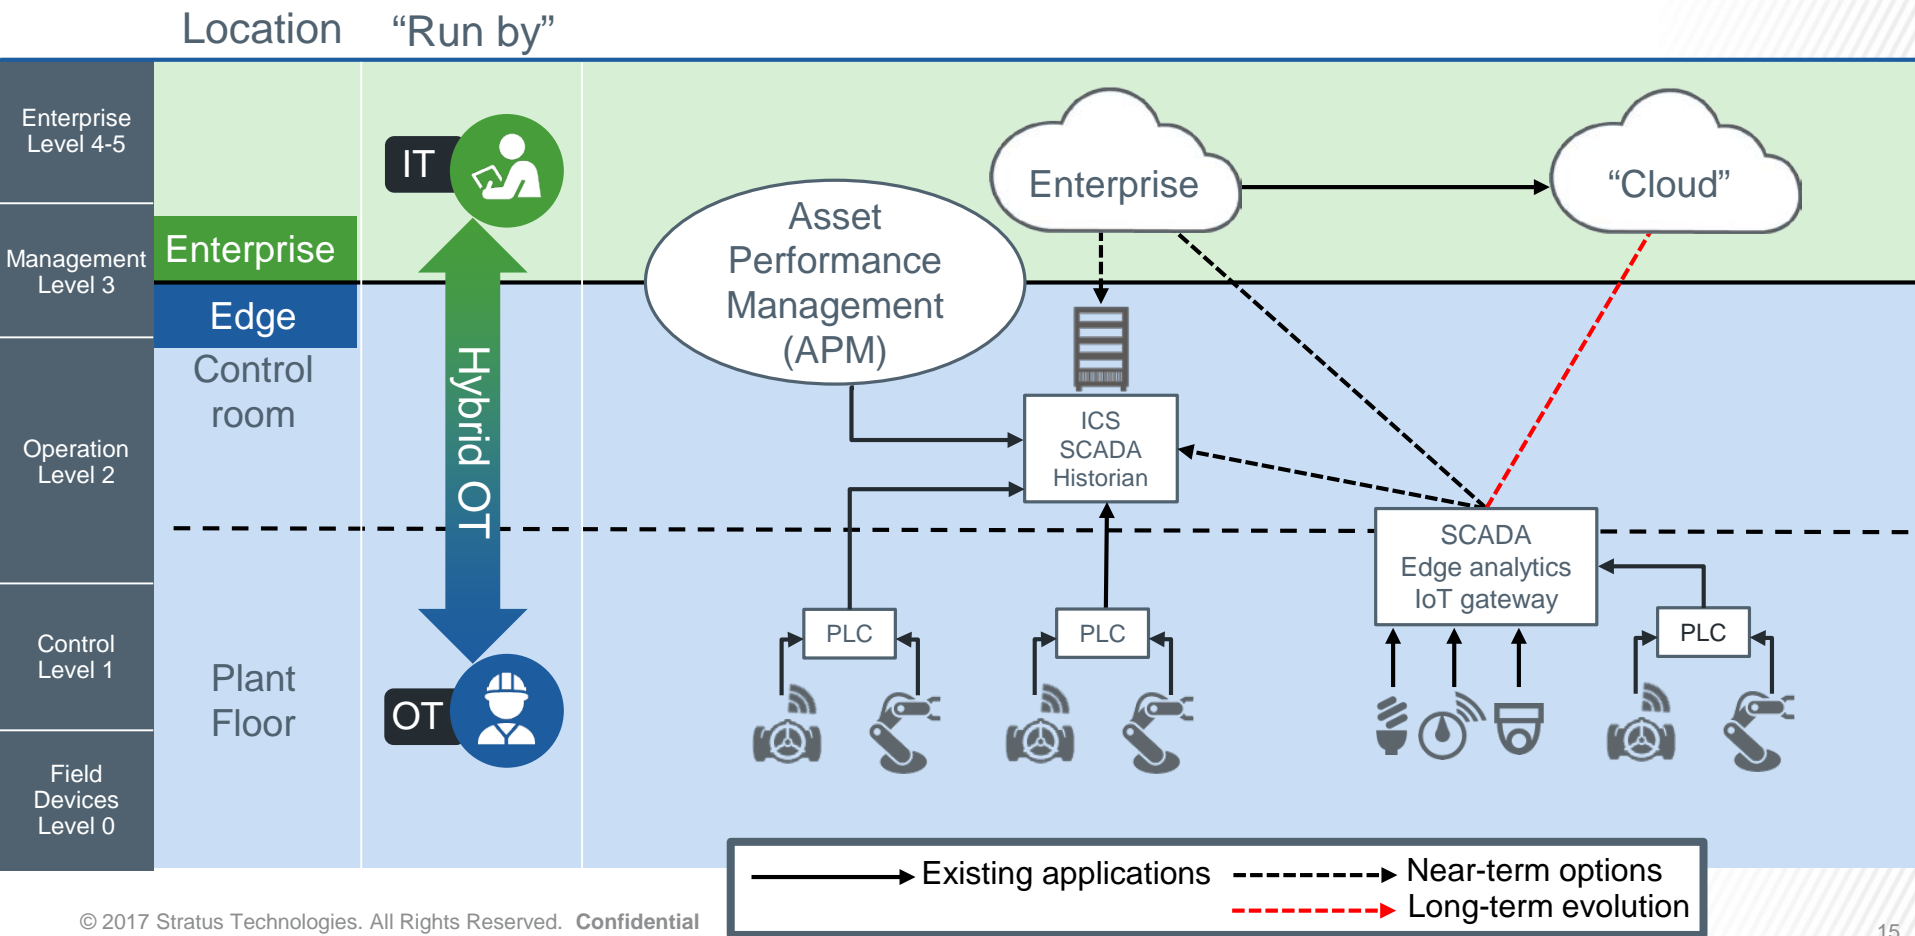 Location “Run by”
Enterprise
Level 4-5
Management
Level 3
Operation
Level 2
Control
Level 1
Field
Devices
Level 0
Enterprise
Edge
Control
room
Plant
Floor
IT
Hybrid OT
OT
Asset
Performance
Management
(APM)
Enterprise
“Cloud”
ICS
SCADA
Historian
SCADA
Edge analytics
IoT gateway
PLC
PLC
PLC
Existing applications
Near-term options
Long-term evolution
© 2017 Stratus Technologies. All Rights Reserved. Confidential
15